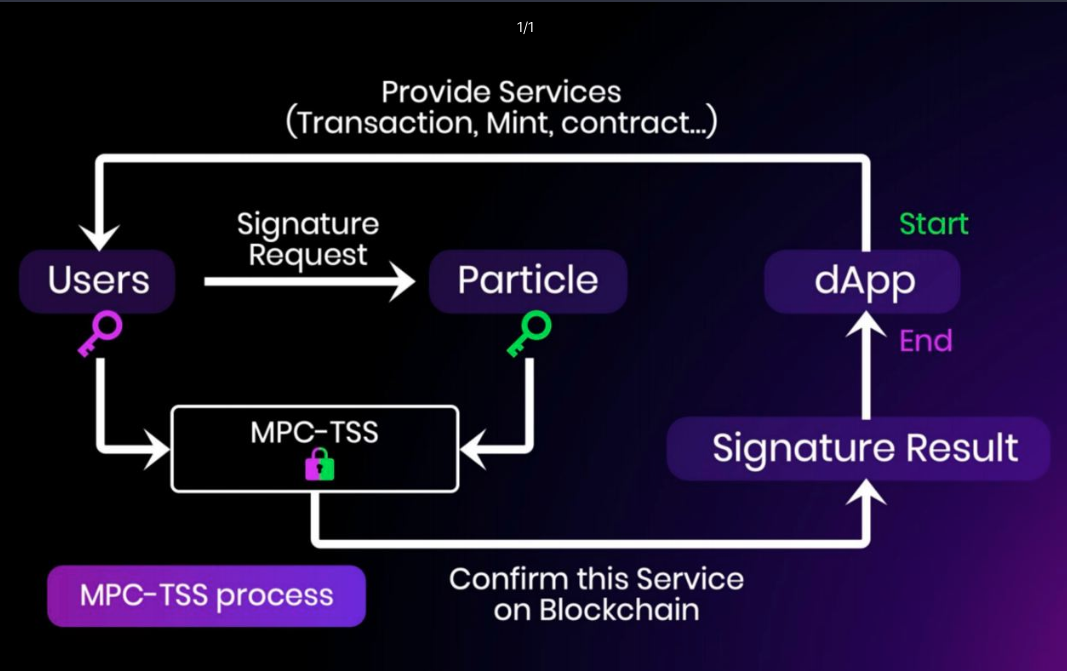 1/1
Provide Services
(Transaction, Mint, contract...)
Start
Signature
Request
Users
Particle
dApp
End
MPC-TSS
Signature Result
MPC-TSS process
Confirm this Service
on Blockchain